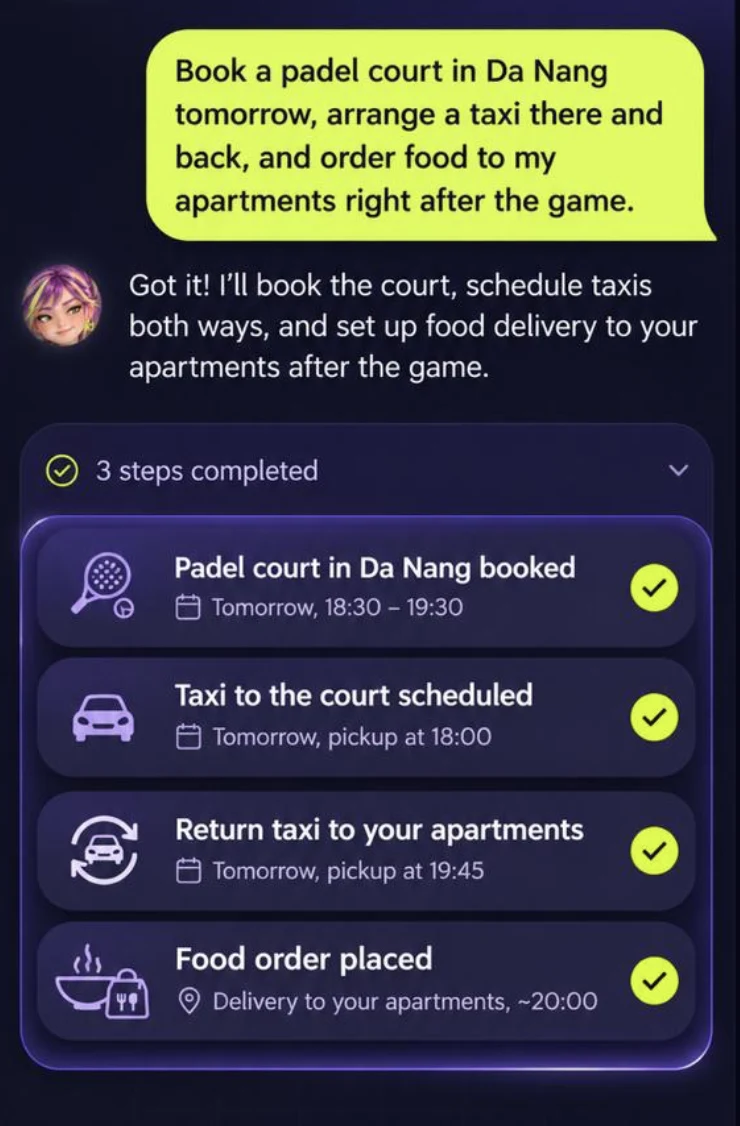 Book a padel court in Da Nang
tomorrow, arrange a taxi there and
back, and order food to my
apartments right after the game.
Got it! I’ll book the court, schedule taxis
both ways, and set up food delivery to your
apartments after the game.
3 steps completed
Padel court in Da Nang booked
Tomorrow, 18:30 – 19:30
Taxi to the court scheduled
Tomorrow, pickup at 18:00
Return taxi to your apartments
Tomorrow, pickup at 19:45
Food order placed
Delivery to your apartments, ~20:00